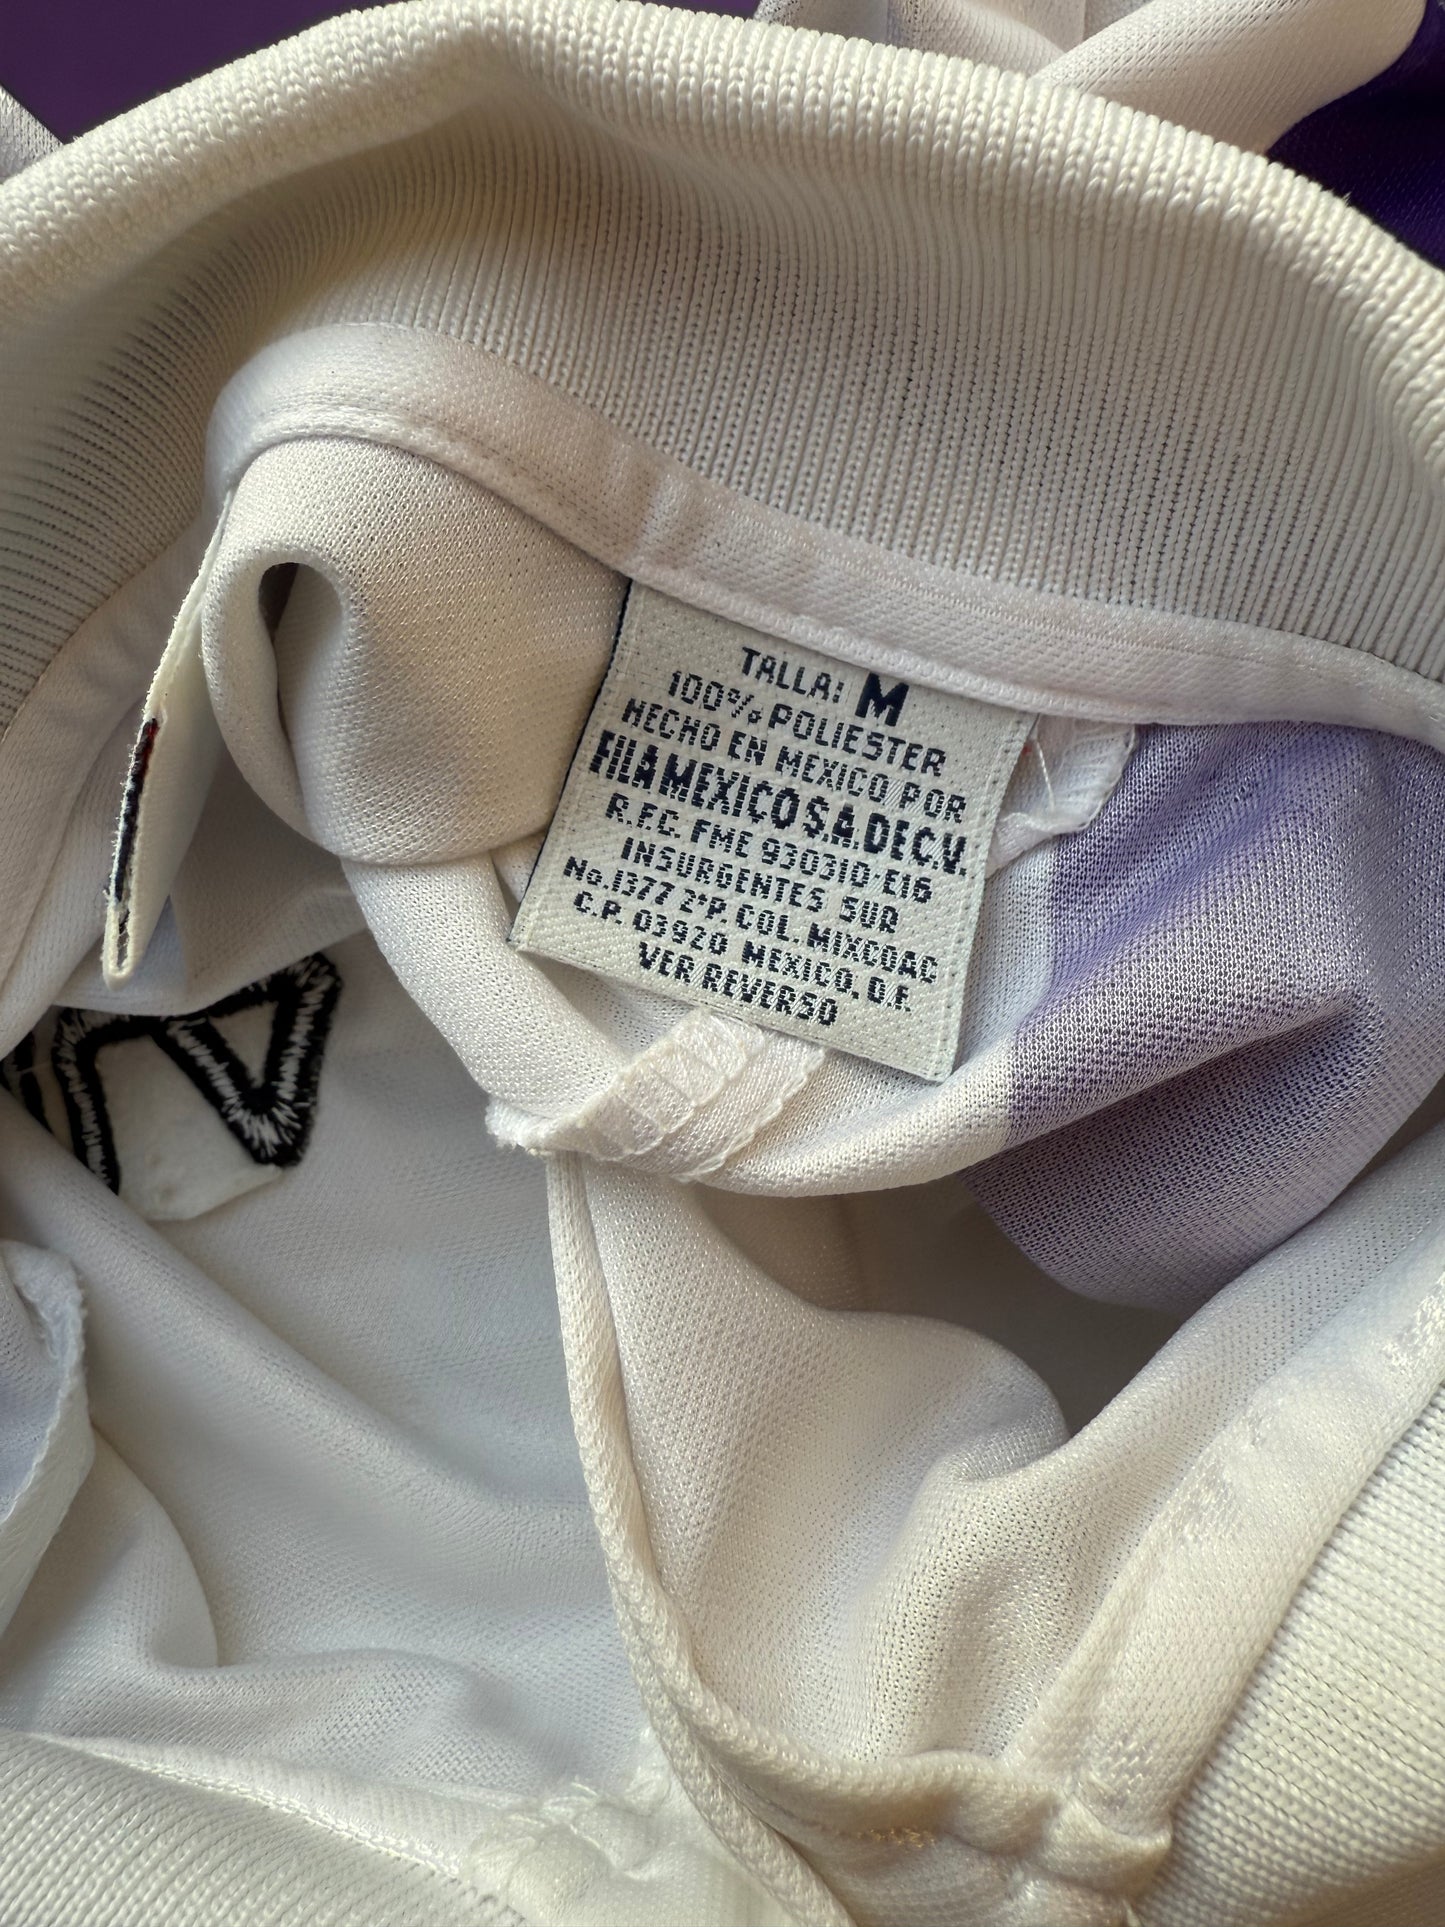 TALLA: M
100% POLIESTER
HECHO EN MEXICO POR
FILA MEXICO S.A. DE C.V.
R.F.C. FME 930310-E16
INSURGENTES SUR
No. 1377 2°P. COL. MIXCOAC
C.P. 03920 MEXICO, D.F.
VER REVERSO